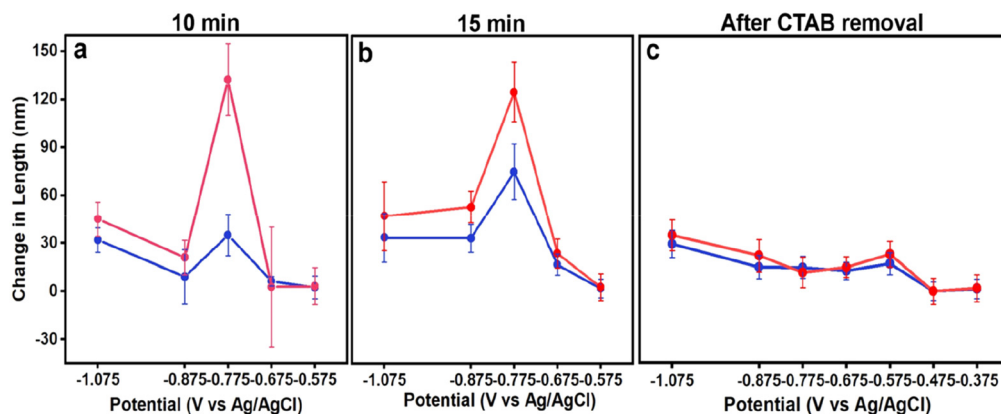 10 min
15 min
After CTAB removal
a
b
c
Change in Length (nm)
150
120
90
60
30
0
-30
-1.075 -0.875 -0.775 -0.675 -0.575
-1.075 -0.875 -0.775 -0.675 -0.575
-1.075 -0.875 -0.775 -0.675 -0.575 -0.475 -0.375
Potential (V vs Ag/AgCl)
Potential (V vs Ag/AgCl)
Potential (V vs Ag/AgCl)